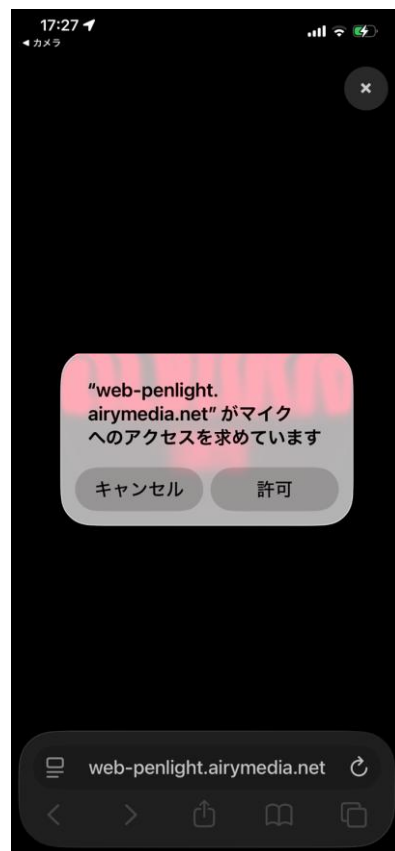 17:27
◀ カメラ
“web-penlight.
airymedia.net” がマイク
へのアクセスを求めています
キャンセル
許可
web-penlight.airymedia.net